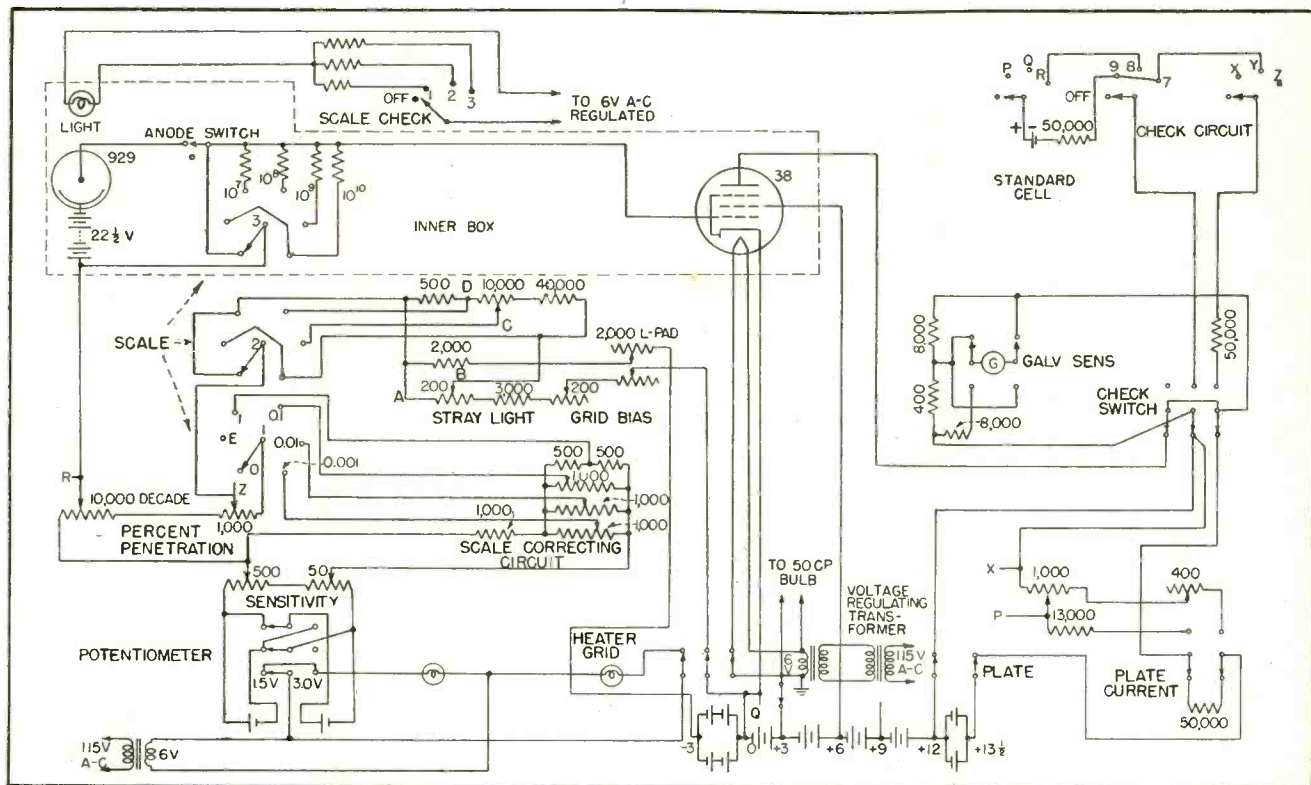 LIGHT
929
22½ V
ANODE SWITCH
10⁷
10⁸
10⁹
10¹⁰
3
OFF
1
2
3
SCALE CHECK
TO 6V A-C
REGULATED
INNER BOX
38
P
Q
R
9
8
7
X
Y
Z
OFF
+ -
50,000
CHECK CIRCUIT
STANDARD
CELL
SCALE
2
500
D
10,000
40,000
C
2,000 L-PAD
2,000
B
A
200
3,000
200
STRAY LIGHT
GRID BIAS
8000
400
G
GALV SENS
8,000
50,000
CHECK
SWITCH
1
0.1
E
0.01
0.001
0
R
Z
10,000 DECADE
1,000
PERCENT
PENETRATION
500
500
1,000
1,000
1,000
1,000
SCALE CORRECTING
CIRCUIT
500
50
SENSITIVITY
POTENTIOMETER
1.5V
3.0V
HEATER
GRID
TO 50 CP
BULB
VOLTAGE
REGULATING
TRANS-
FORMER
6
V
115V
A-C
X
1,000
400
P
13,000
PLATE
PLATE
CURRENT
50,000
115V
A-C
6V
-3
0
Q
+3
+6
+9
+12
+13½